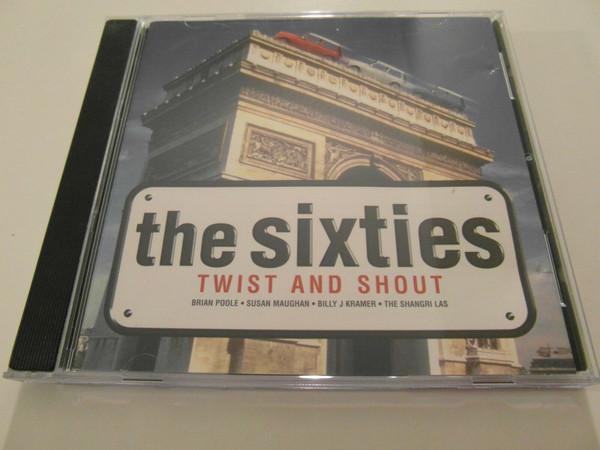 the sixties
TWIST AND SHOUT
BRIAN POOLE • SUSAN MAUGHAN • BILLY J KRAMER • THE SHANGRI LAS